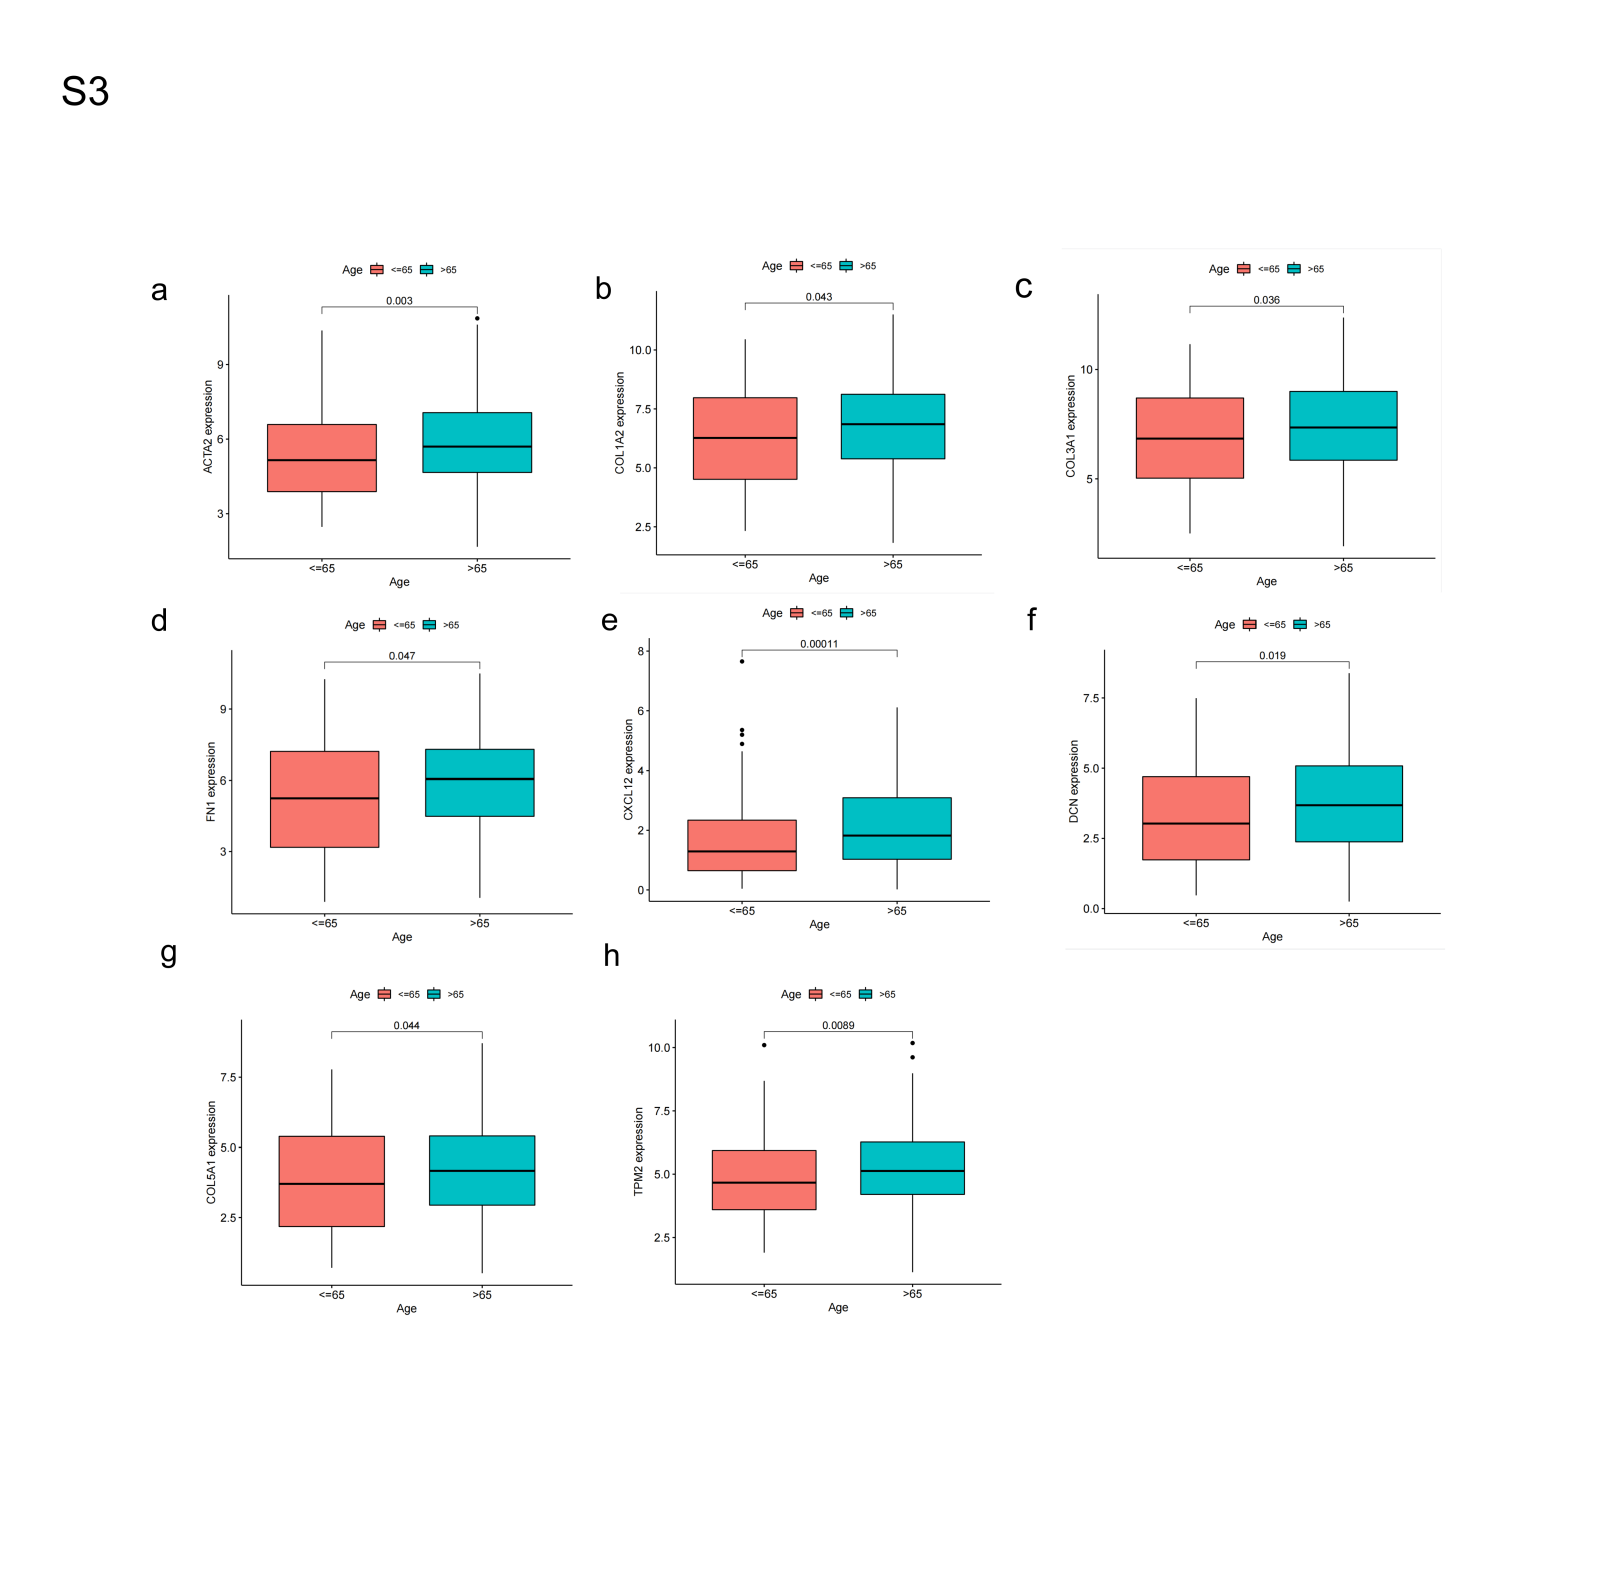 S3
a
Age <=65 >65
0.003
ACTA2 expression
9
6
3
<=65 >65
Age
b
Age <=65 >65
0.043
COL1A2 expression
10.0
7.5
5.0
2.5
<=65 >65
Age
c
Age <=65 >65
0.036
COL3A1 expression
10
5
<=65 >65
Age
d
Age <=65 >65
0.047
FN1 expression
9
6
3
<=65 >65
Age
e
Age <=65 >65
0.00011
CXCL12 expression
8
6
4
2
0
<=65 >65
Age
f
Age <=65 >65
0.019
DCN expression
7.5
5.0
2.5
0.0
<=65 >65
Age
g
Age <=65 >65
0.044
COL5A1 expression
7.5
5.0
2.5
<=65 >65
Age
h
Age <=65 >65
0.0089
TPM2 expression
10.0
7.5
5.0
2.5
<=65 >65
Age